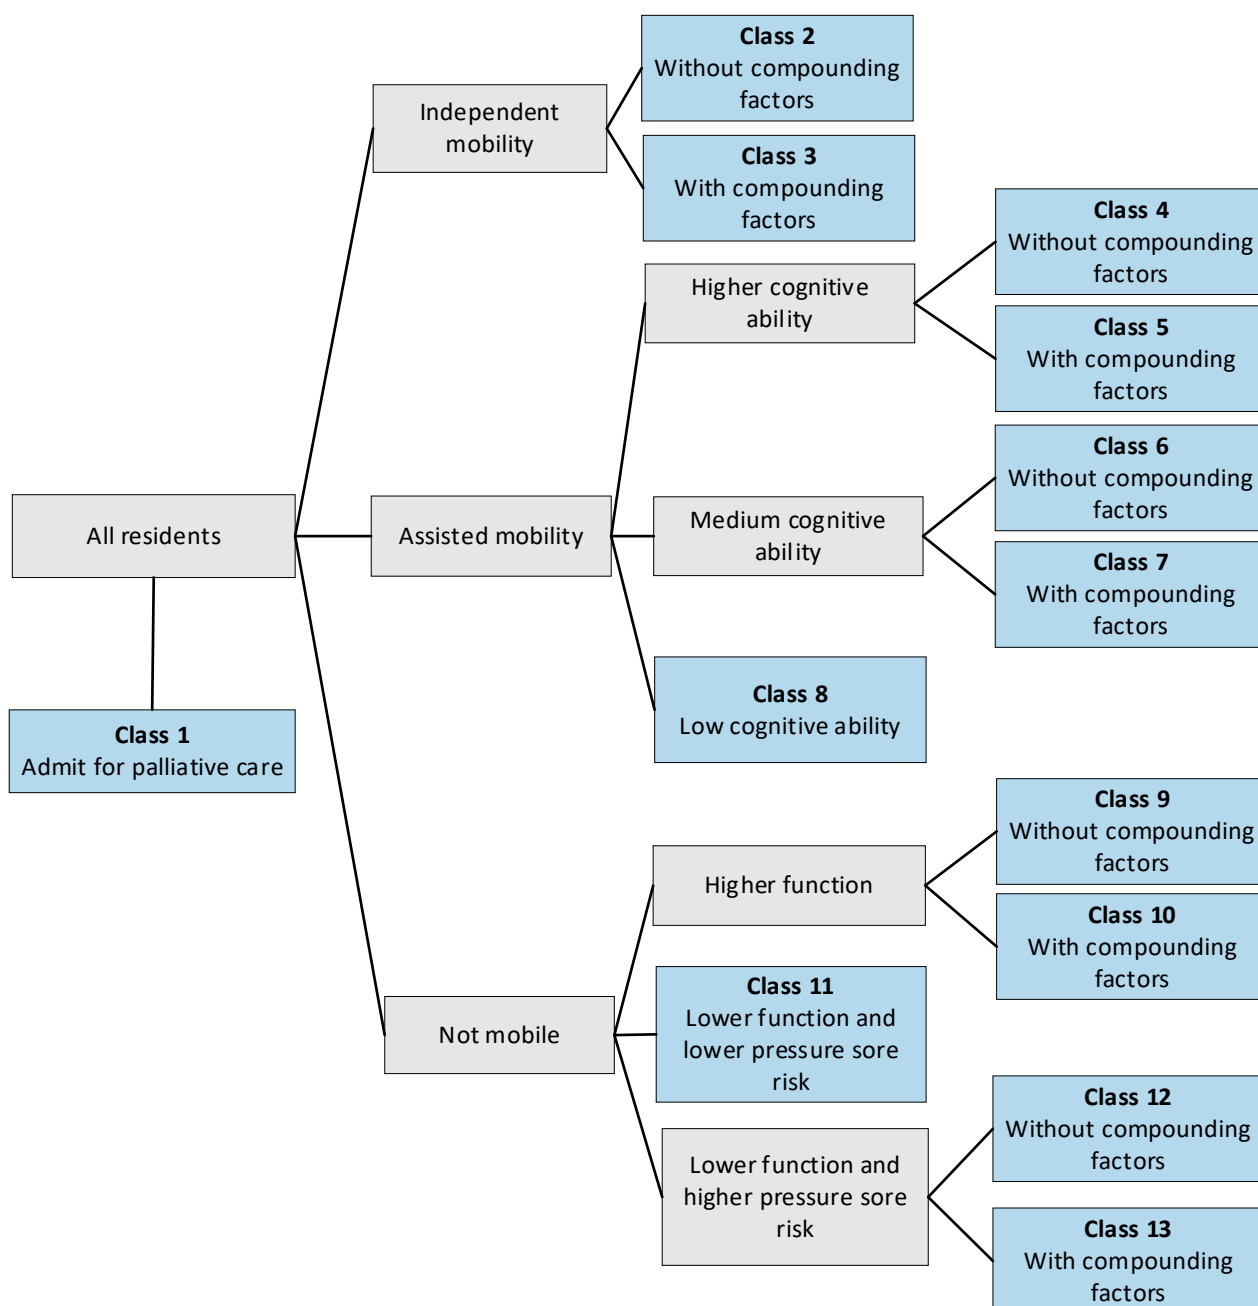 Class 2
Without compounding
factors
Independent
mobility
Class 3
With compounding
factors
Class 4
Without compounding
factors
Higher cognitive
ability
Class 5
With compounding
factors
Class 6
Without compounding
factors
All residents
Assisted mobility
Medium cognitive
ability
Class 7
With compounding
factors
Class 8
Low cognitive ability
Class 1
Admit for palliative care
Class 9
Without compounding
factors
Higher function
Class 10
With compounding
factors
Not mobile
Class 11
Lower function and
lower pressure sore
risk
Class 12
Without compounding
factors
Lower function and
higher pressure sore
risk
Class 13
With compounding
factors